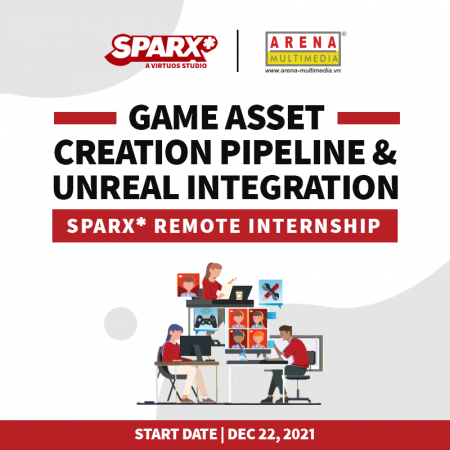 SPARX*
A VIRTUOS STUDIO
ARENA
MULTIMEDIA
www.arena-multimedia.vn
GAME ASSET
CREATION PIPELINE &
UNREAL INTEGRATION
SPARX* REMOTE INTERNSHIP
START DATE | DEC 22, 2021